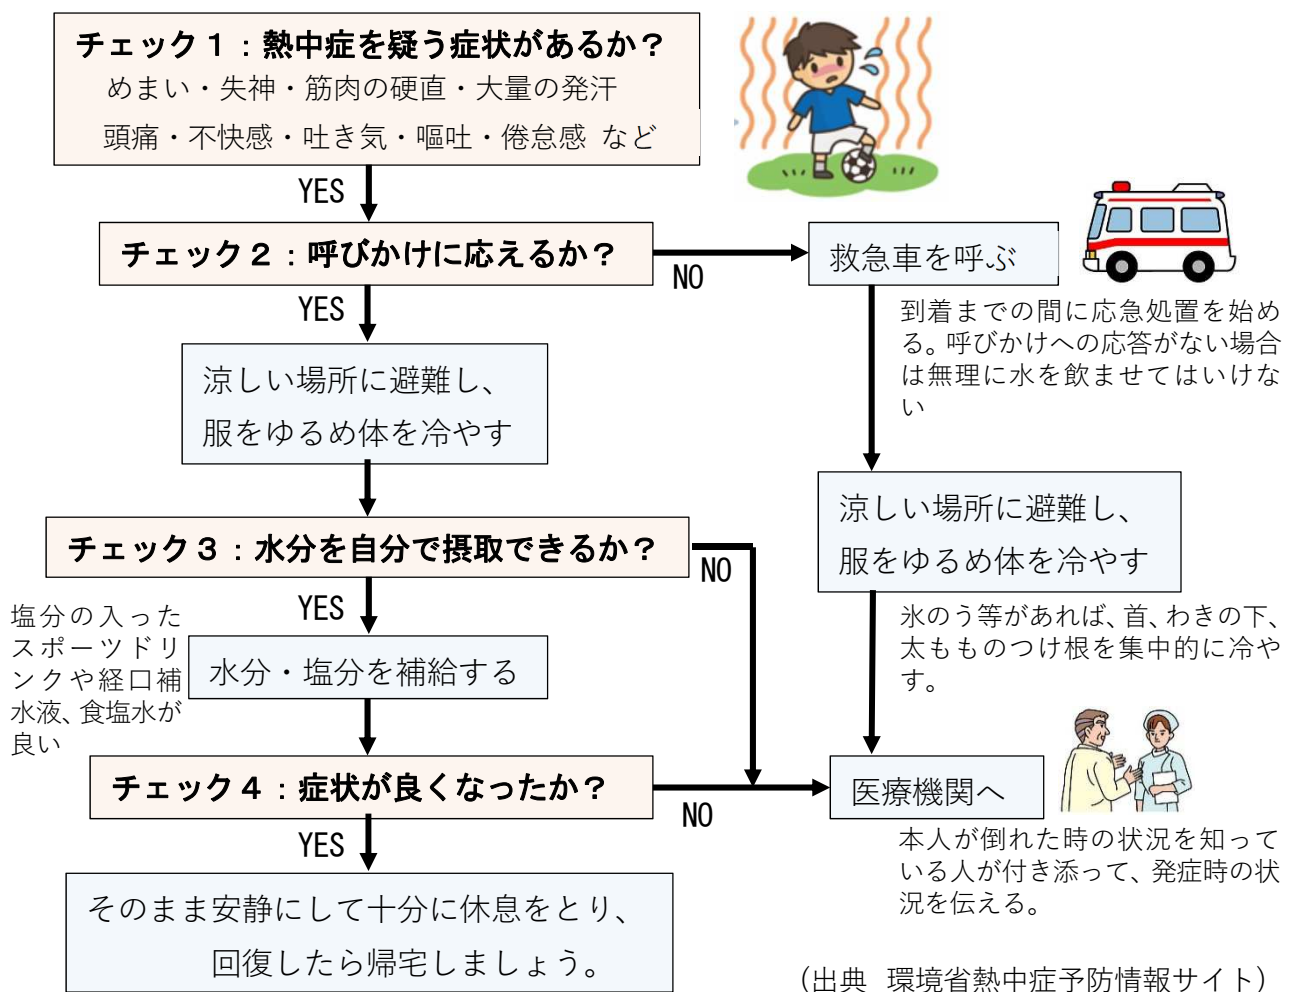 チェック１：熱中症を疑う症状があるか？
めまい・失神・筋肉の硬直・大量の発汗
頭痛・不快感・吐き気・嘔吐・倦怠感 など
YES
チェック２：呼びかけに応えるか？
NO
救急車を呼ぶ
到着までの間に応急処置を始め
る。呼びかけへの応答がない場合
は無理に水を飲ませてはいけな
い
YES
涼しい場所に避難し、
服をゆるめ体を冷やす
涼しい場所に避難し、
服をゆるめ体を冷やす
氷のう等があれば、首、わきの下、
太もものつけ根を集中的に冷や
す。
チェック３：水分を自分で摂取できるか？
NO
YES
塩分の入った
スポーツドリ
ンクや経口補
水液、食塩水が
良い
水分・塩分を補給する
チェック４：症状が良くなったか？
NO
医療機関へ
本人が倒れた時の状況を知って
いる人が付き添って、発症時の状
況を伝える。
YES
そのまま安静にして十分に休息をとり、
回復したら帰宅しましょう。
（出典 環境省熱中症予防情報サイト）